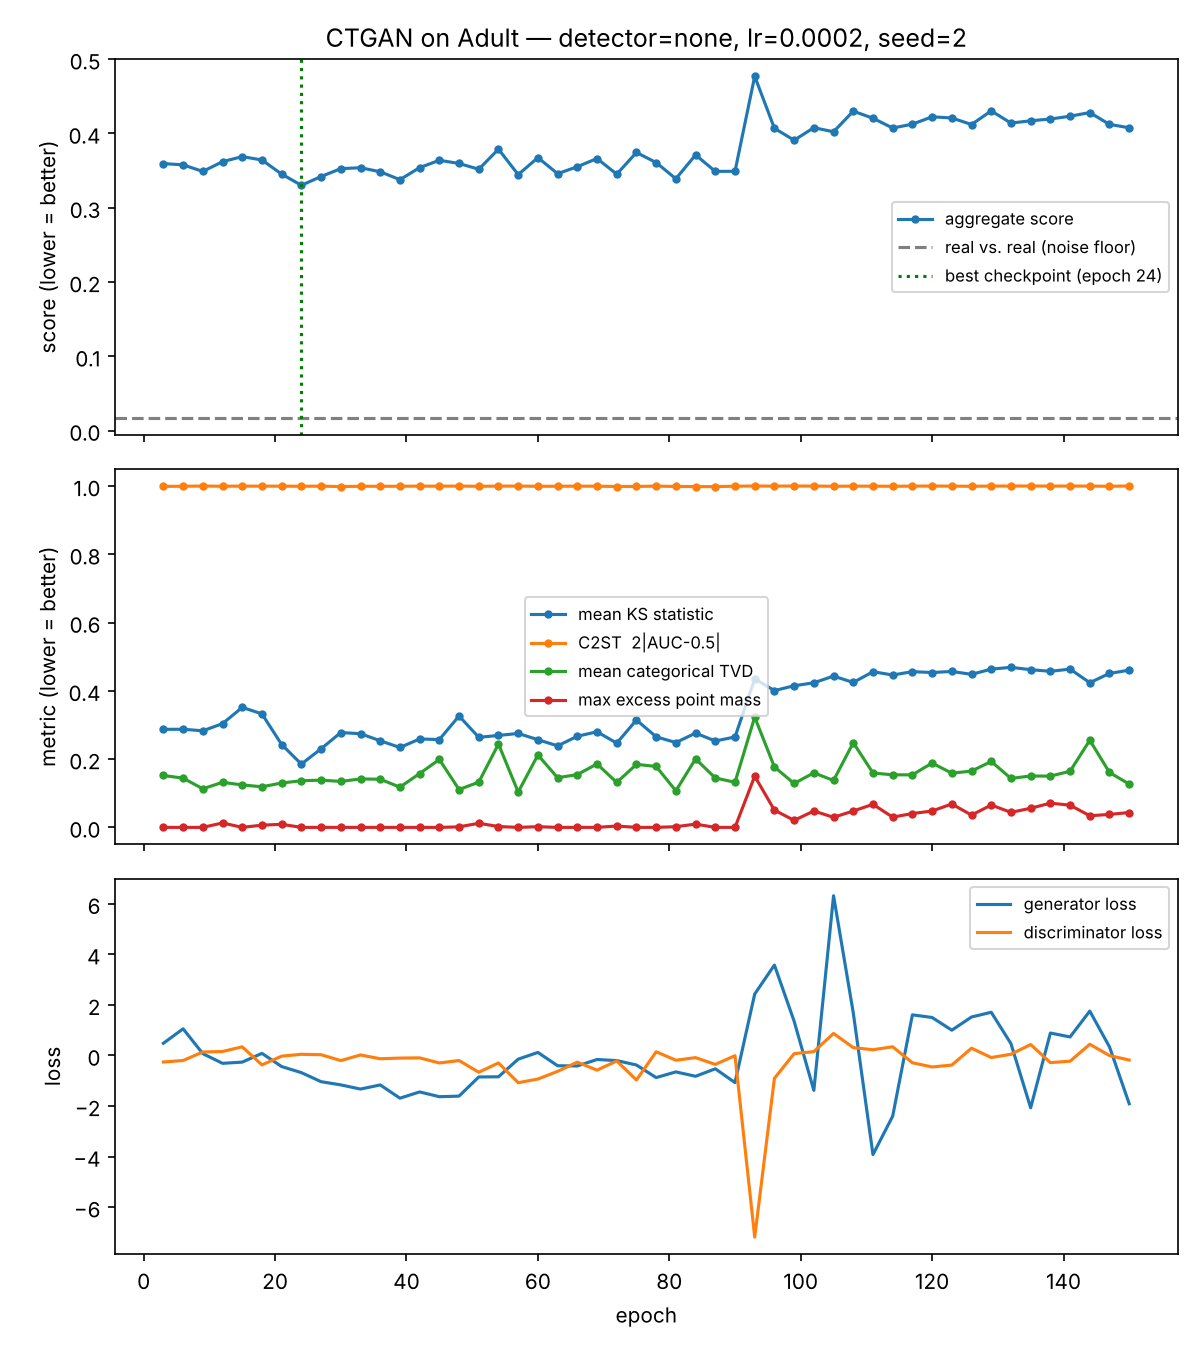 CTGAN on Adult — detector=none, lr=0.0002, seed=2
score (lower = better)
0.5
0.4
0.3
0.2
0.1
0.0
aggregate score
real vs. real (noise floor)
best checkpoint (epoch 24)
metric (lower = better)
1.0
0.8
0.6
0.4
0.2
0.0
mean KS statistic
C2ST  2|AUC-0.5|
mean categorical TVD
max excess point mass
loss
6
4
2
0
−2
−4
−6
generator loss
discriminator loss
0
20
40
60
80
100
120
140
epoch